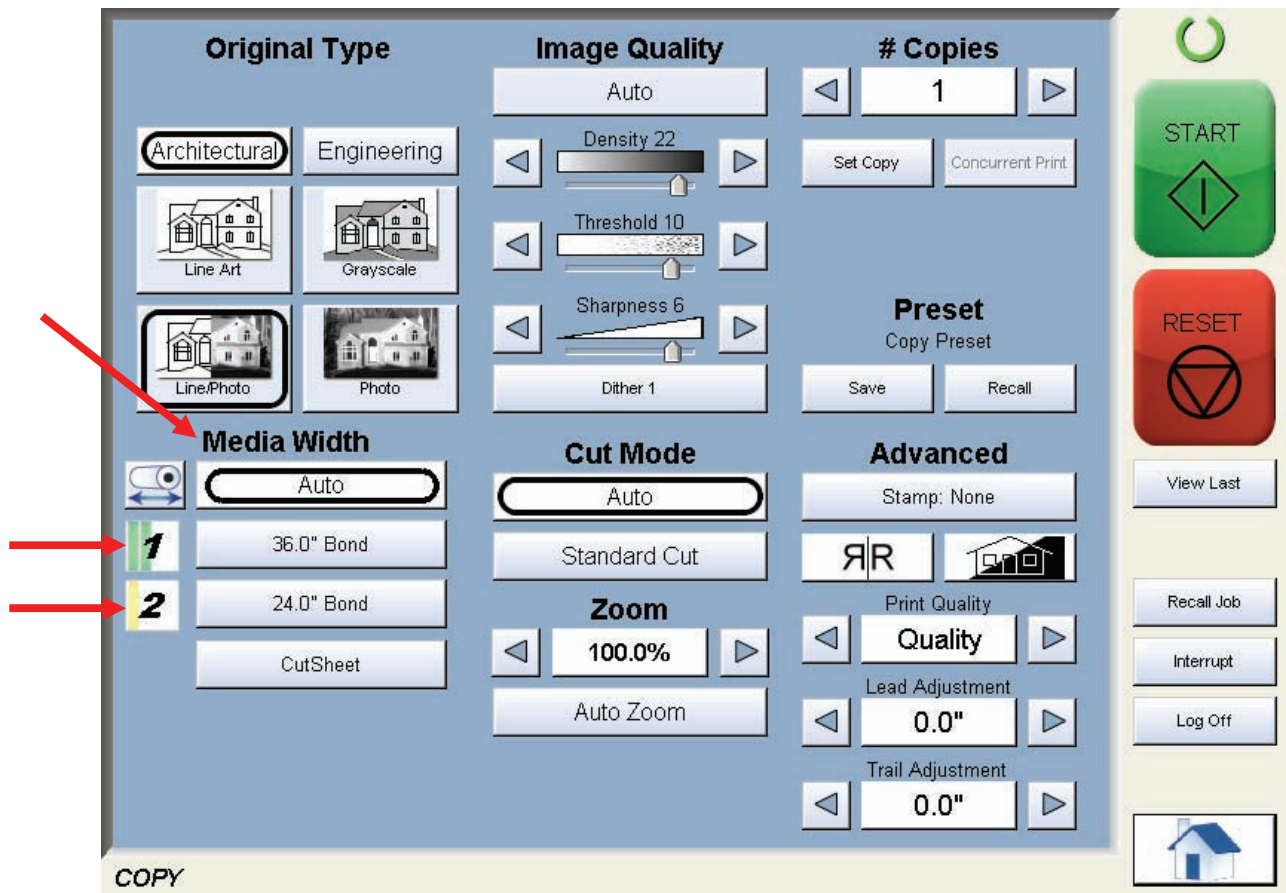 Original Type
Architectural
Engineering
Line Art
Grayscale
Line/Photo
Photo
Media Width
Auto
1
36.0" Bond
2
24.0" Bond
CutSheet
Image Quality
Auto
Density 22
Threshold 10
Sharpness 6
Dither 1
Cut Mode
Auto
Standard Cut
Zoom
100.0%
Auto Zoom
# Copies
1
Set Copy
Concurrent Print
Preset
Copy Preset
Save
Recall
Advanced
Stamp: None
ЯR
Print Quality
Quality
Lead Adjustment
0.0"
Trail Adjustment
0.0"
START
RESET
View Last
Recall Job
Interrupt
Log Off
COPY